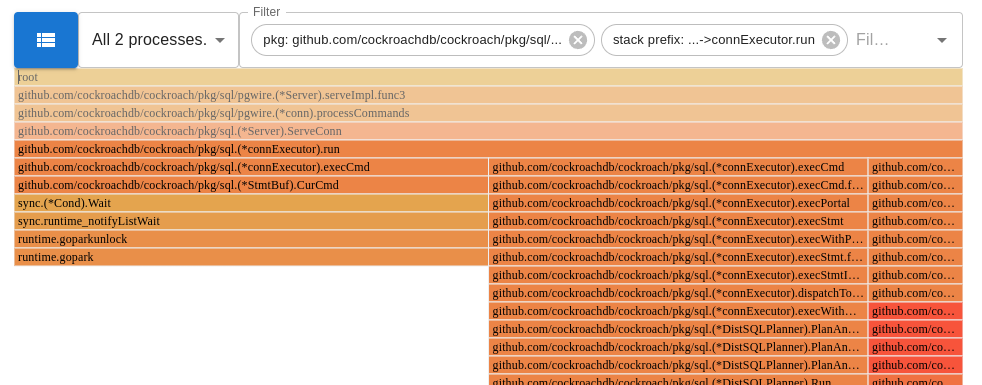 Filter
All 2 processes.
pkg: github.com/cockroachdb/cockroach/pkg/sql/...
stack prefix: ...->connExecutor.run
Fil...
root
github.com/cockroachdb/cockroach/pkg/sql/pgwire.(*Server).serveImpl.func3
github.com/cockroachdb/cockroach/pkg/sql/pgwire.(*conn).processCommands
github.com/cockroachdb/cockroach/pkg/sql.(*Server).ServeConn
github.com/cockroachdb/cockroach/pkg/sql.(*connExecutor).run
github.com/cockroachdb/cockroach/pkg/sql.(*connExecutor).execCmd github.com/cockroachdb/cockroach/pkg/sql.(*connExecutor).execCmd github.com/co...
github.com/cockroachdb/cockroach/pkg/sql.(*StmtBuf).CurCmd github.com/cockroachdb/cockroach/pkg/sql.(*connExecutor).execCmd.f... github.com/co...
sync.(*Cond).Wait github.com/cockroachdb/cockroach/pkg/sql.(*connExecutor).execPortal github.com/co...
sync.runtime_notifyListWait github.com/cockroachdb/cockroach/pkg/sql.(*connExecutor).execStmt github.com/co...
runtime.goparkunlock github.com/cockroachdb/cockroach/pkg/sql.(*connExecutor).execWithP... github.com/co...
runtime.gopark github.com/cockroachdb/cockroach/pkg/sql.(*connExecutor).execStmt.f... github.com/co...
github.com/cockroachdb/cockroach/pkg/sql.(*connExecutor).execStmtI... github.com/co...
github.com/cockroachdb/cockroach/pkg/sql.(*connExecutor).dispatchTo... github.com/co...
github.com/cockroachdb/cockroach/pkg/sql.(*connExecutor).execWith... github.com/co...
github.com/cockroachdb/cockroach/pkg/sql.(*DistSQLPlanner).PlanAn... github.com/co...
github.com/cockroachdb/cockroach/pkg/sql.(*DistSQLPlanner).PlanAn... github.com/co...
github.com/cockroachdb/cockroach/pkg/sql.(*DistSQLPlanner).PlanAn... github.com/co...
github.com/cockroachdb/cockroach/pkg/sql.(*DistSQLPlanner).Run github.com/co...